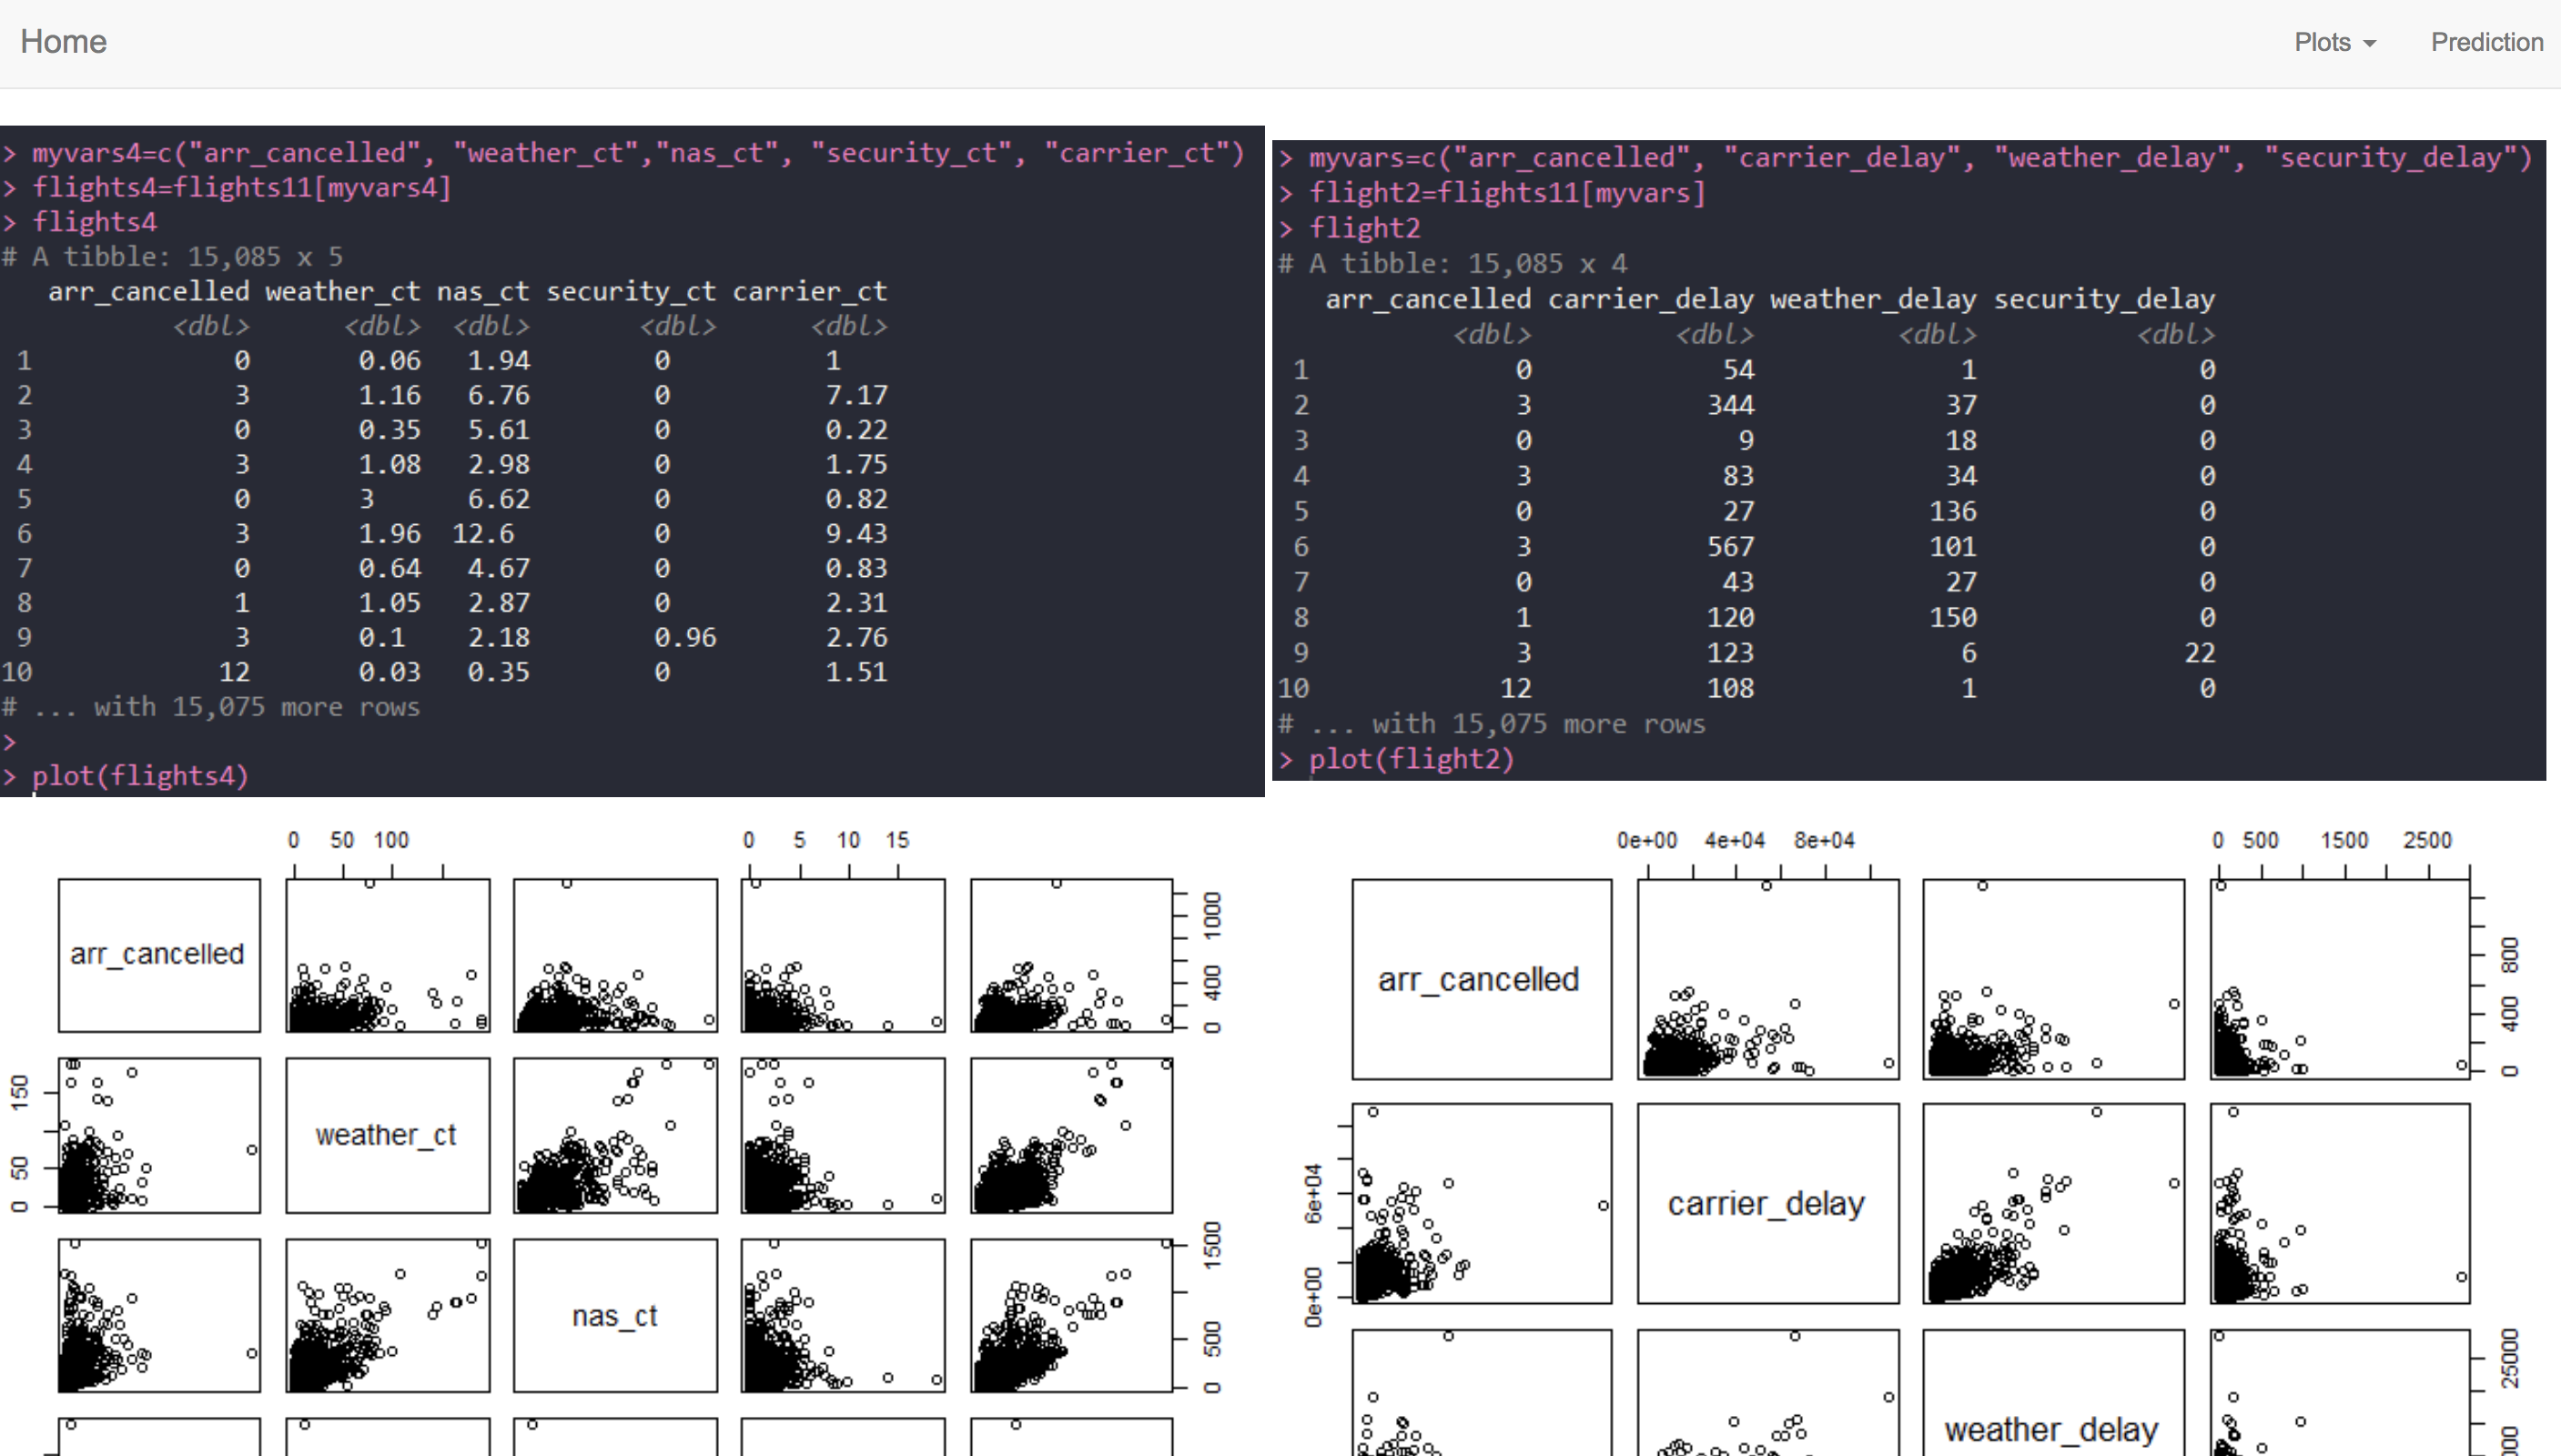 Home
Plots
Prediction
> myvars4=c("arr_cancelled", "weather_ct","nas_ct", "security_ct", "carrier_ct")
> flights4=flights11[myvars4]
> flights4
# A tibble: 15,085 x 5
arr_cancelled weather_ct nas_ct security_ct carrier_ct
<dbl> <dbl> <dbl> <dbl> <dbl>
1 0 0.06 1.94 0 1
2 3 1.16 6.76 0 7.17
3 0 0.35 5.61 0 0.22
4 3 1.08 2.98 0 1.75
5 0 3 6.62 0 0.82
6 3 1.96 12.6 0 9.43
7 0 0.64 4.67 0 0.83
8 1 1.05 2.87 0 2.31
9 3 0.1 2.18 0.96 2.76
10 12 0.03 0.35 0 1.51
# ... with 15,075 more rows
>
> plot(flights4)
> myvars=c("arr_cancelled", "carrier_delay", "weather_delay", "security_delay")
> flight2=flights11[myvars]
> flight2
# A tibble: 15,085 x 4
arr_cancelled carrier_delay weather_delay security_delay
<dbl> <dbl> <dbl> <dbl>
1 0 54 1 0
2 3 344 37 0
3 0 9 18 0
4 3 83 34 0
5 0 27 136 0
6 3 567 101 0
7 0 43 27 0
8 1 120 150 0
9 3 123 6 22
10 12 108 1 0
# ... with 15,075 more rows
> plot(flight2)
0 50 100
0 5 10 15
arr_cancelled
0 400 1000
weather_ct
0 50 150
nas_ct
0 500 1500
0e+00 4e+04 8e+04
0 500 1500 2500
arr_cancelled
0 400 800
carrier_delay
0e+00 6e+04
weather_delay
25000